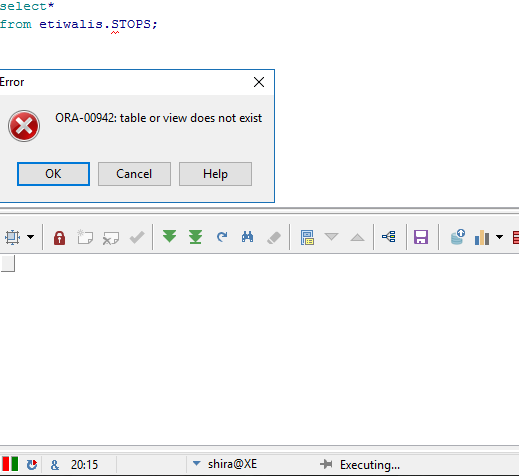 select*
from etiwalis.STOPS;
Error
ORA-00942: table or view does not exist
OK Cancel Help
& 20:15 shira@XE Executing...